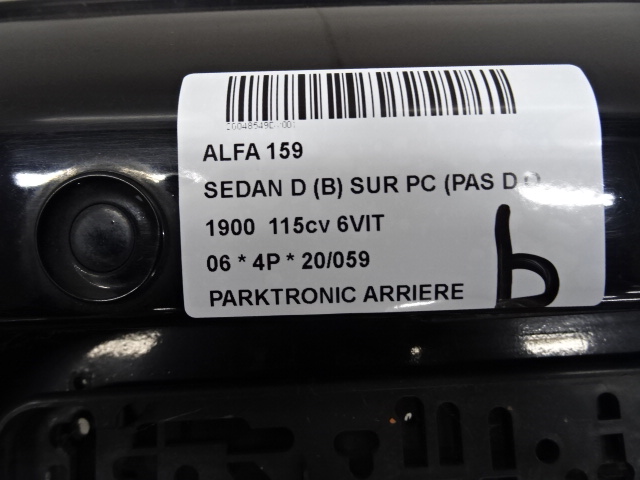 ALFA 159
SEDAN D (B) SUR PC (PAS D
1900 115cv 6VIT
06 * 4P * 20/059
PARKTRONIC ARRIERE
b